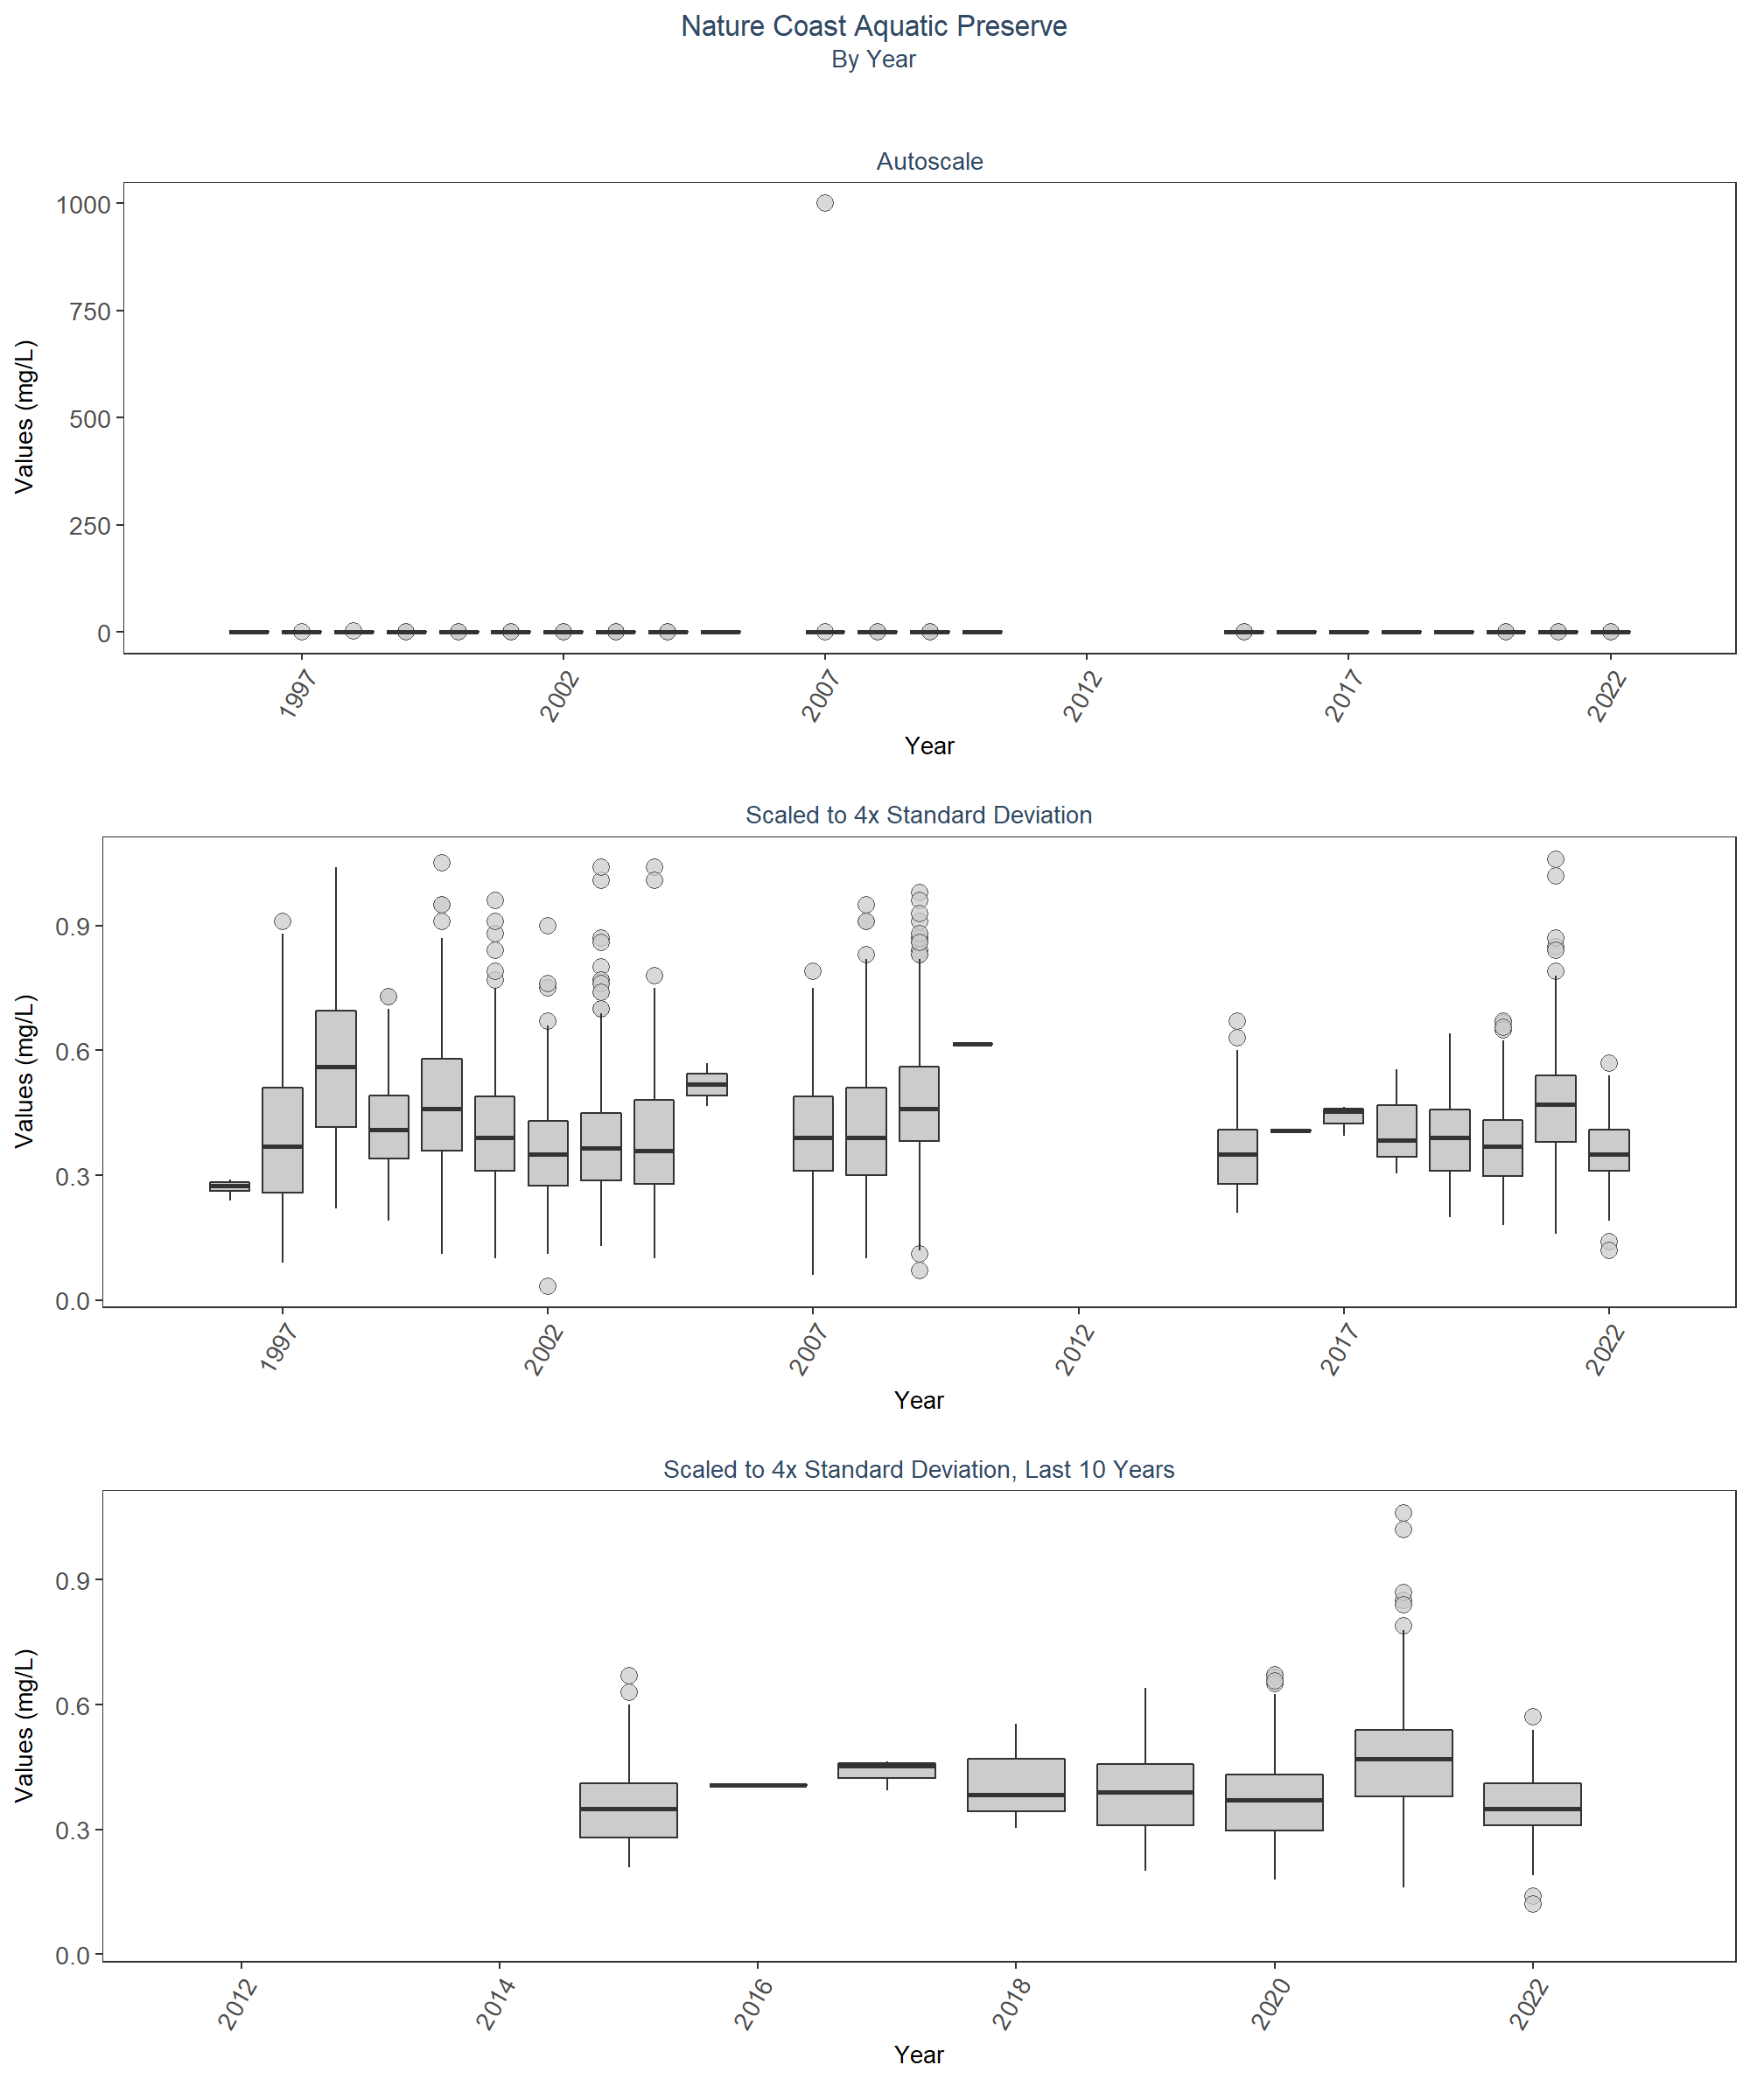 Nature Coast Aquatic Preserve
By Year
Autoscale
Values (mg/L)
1000
750
500
250
0
1997
2002
2007
2012
2017
2022
Year
Scaled to 4x Standard Deviation
Values (mg/L)
0.9
0.6
0.3
0.0
1997
2002
2007
2012
2017
2022
Year
Scaled to 4x Standard Deviation, Last 10 Years
Values (mg/L)
0.9
0.6
0.3
0.0
2012
2014
2016
2018
2020
2022
Year